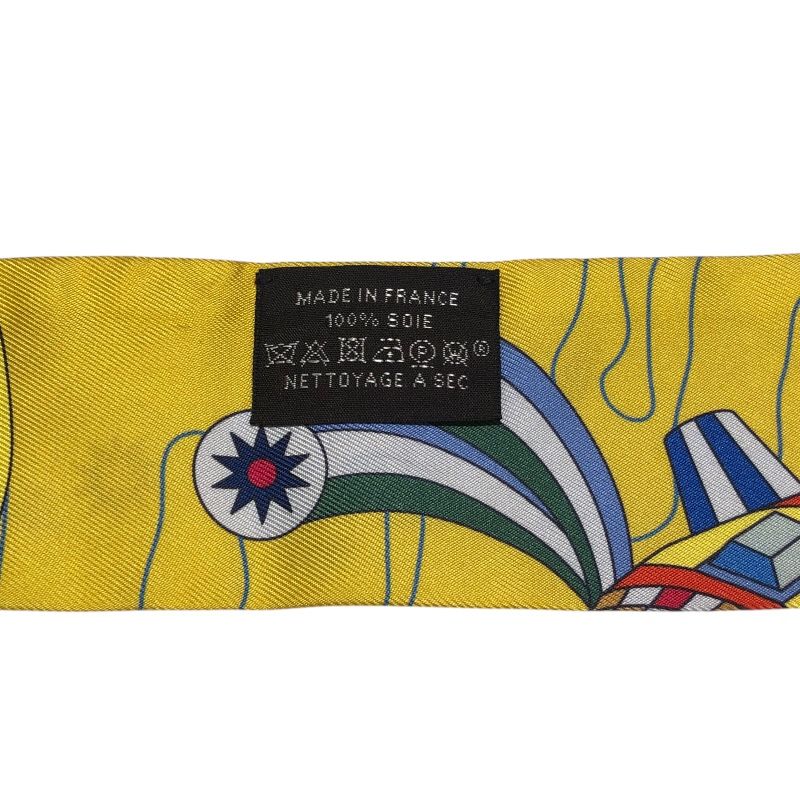 MADE IN FRANCE
100% SOIE
P W ®
NETTOYAGE A SEC